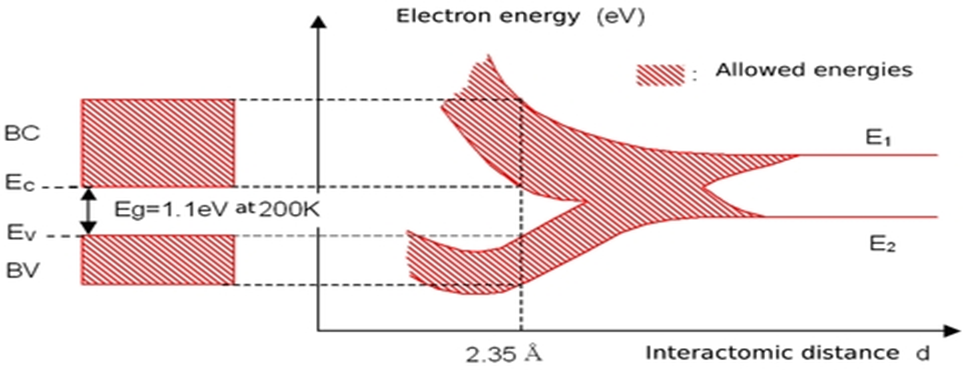 Electron energy (eV)
: Allowed energies
BC
E₁
Ec
Eg=1.1eV at 200K
Ev
E₂
BV
2.35 Å
Interactomic distance d